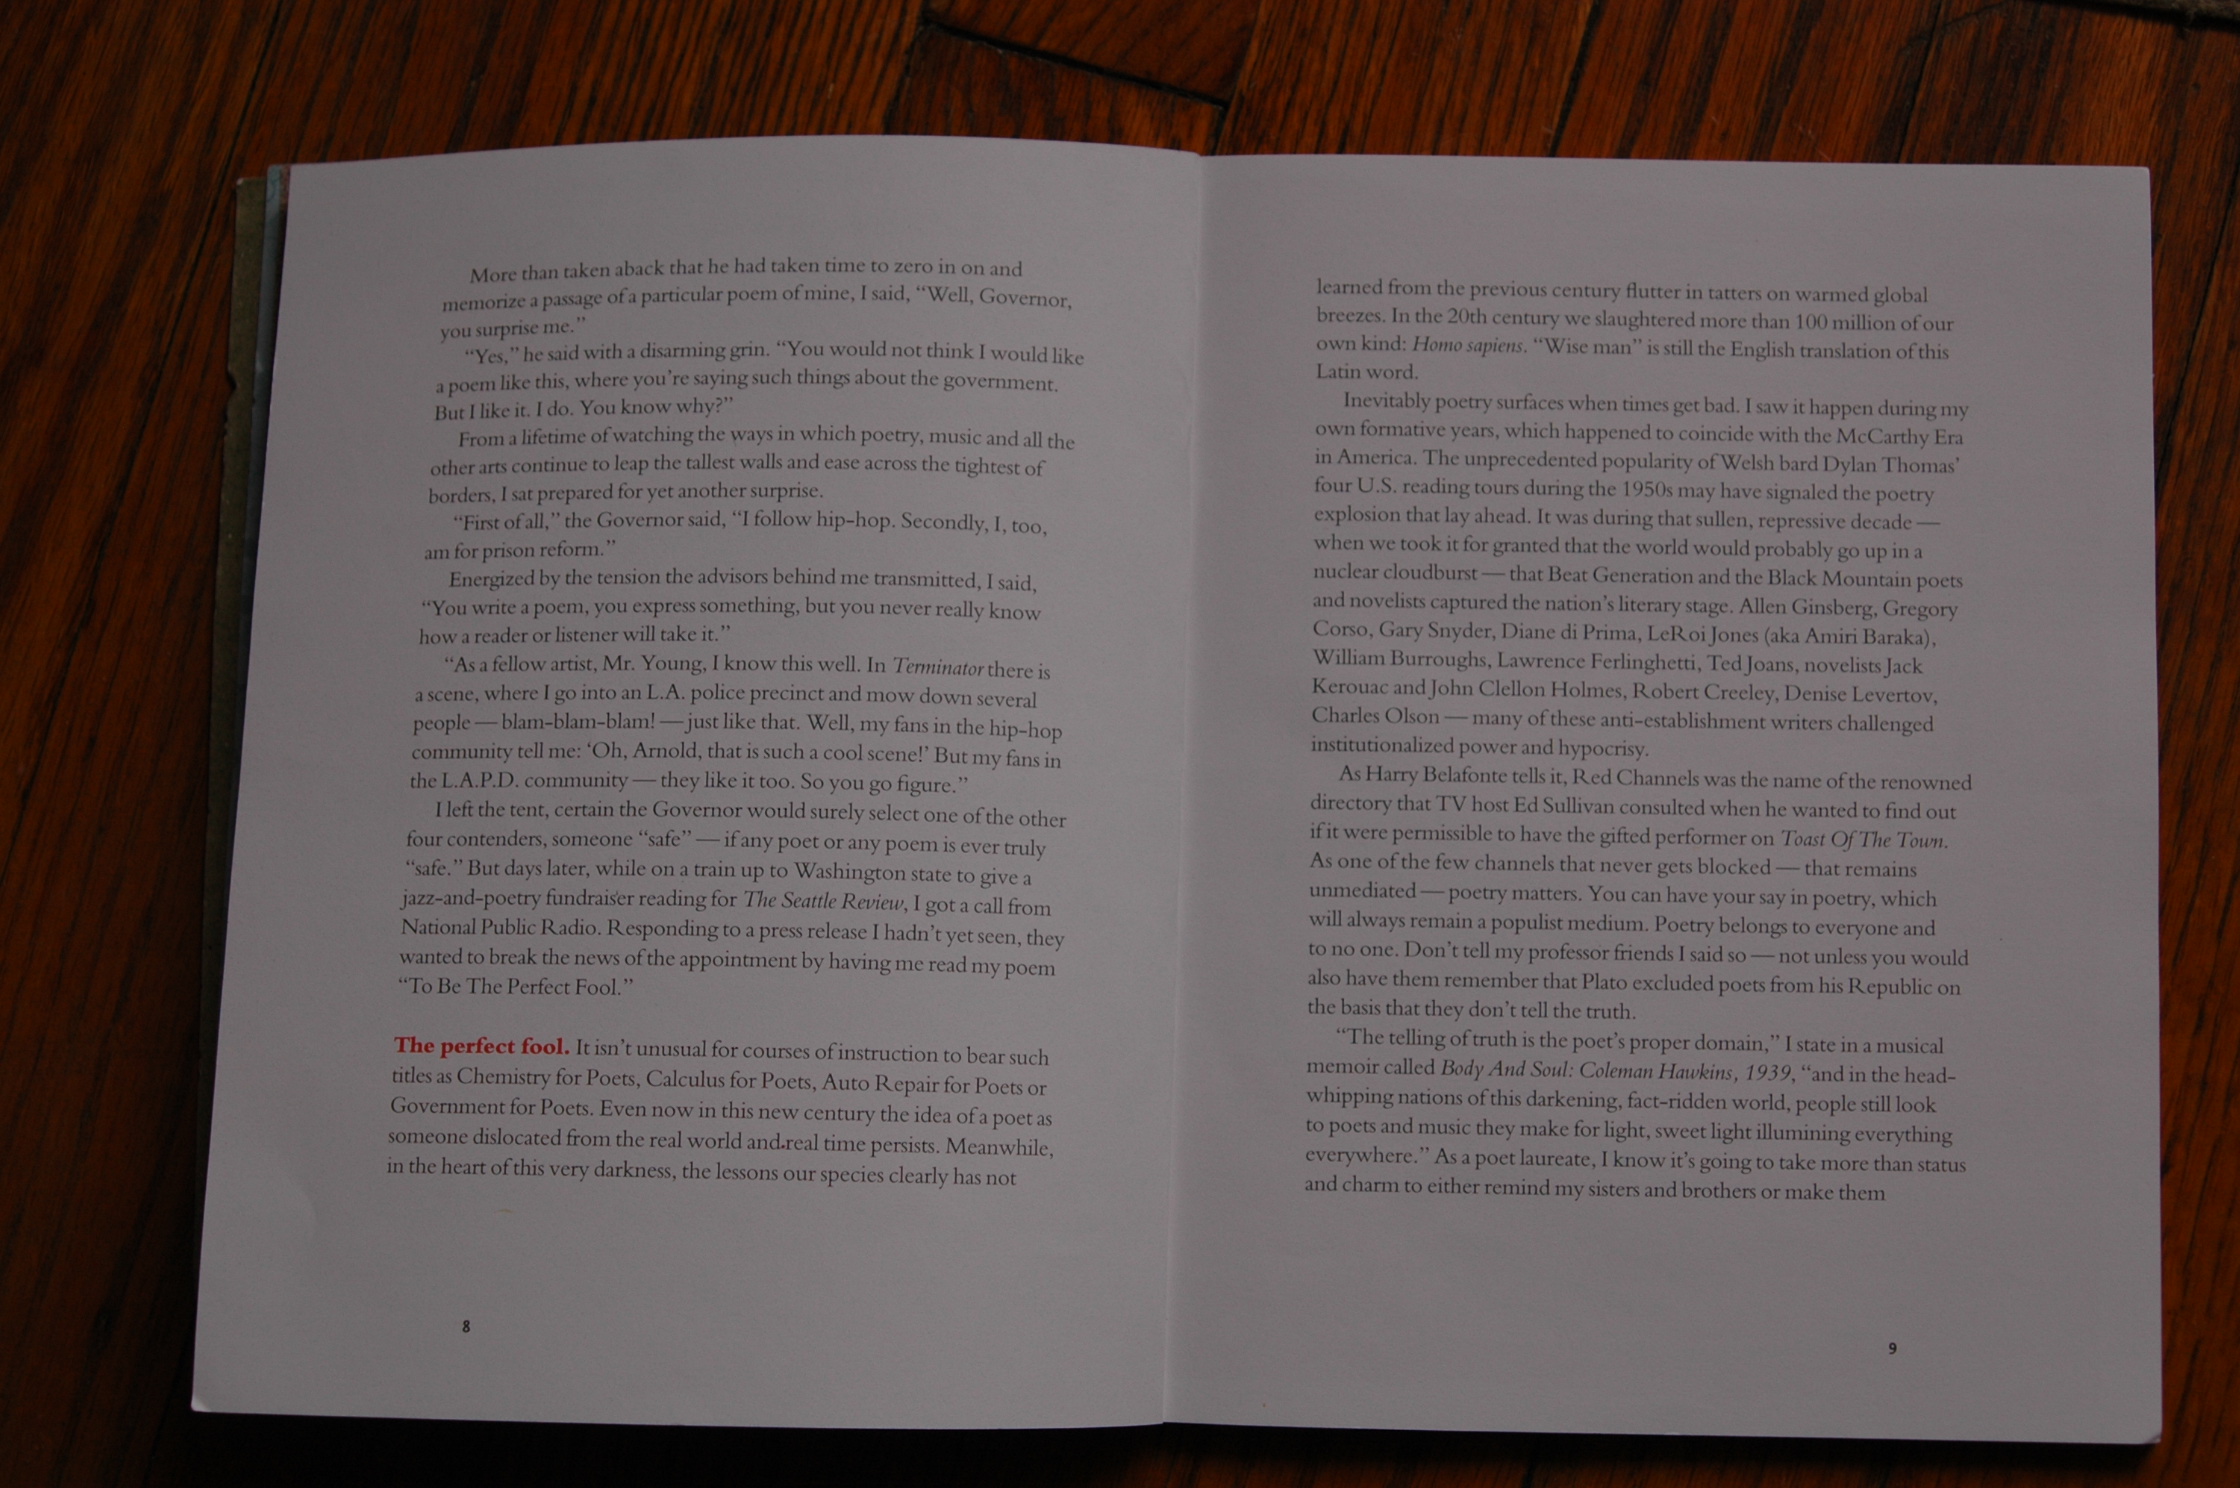 More than taken aback that he had taken time to zero in on and
memorize a passage of a particular poem of mine, I said, “Well, Governor,
you surprise me.”
“Yes,” he said with a disarming grin. “You would not think I would like
a poem like this, where you’re saying such things about the government.
But I like it. I do. You know why?”
From a lifetime of watching the ways in which poetry, music and all the
other arts continue to leap the tallest walls and ease across the tightest of
borders, I sat prepared for yet another surprise.
“First of all,” the Governor said, “I follow hip-hop. Secondly, I, too,
am for prison reform.”
Energized by the tension the advisors behind me transmitted, I said,
“You write a poem, you express something, but you never really know
how a reader or listener will take it.”
“As a fellow artist, Mr. Young, I know this well. In Terminator there is
a scene, where I go into an L.A. police precinct and mow down several
people — blam-blam-blam! — just like that. Well, my fans in the hip-hop
community tell me: ‘Oh, Arnold, that is such a cool scene!’ But my fans in
the L.A.P.D. community — they like it too. So you go figure.”
I left the tent, certain the Governor would surely select one of the other
four contenders, someone “safe” — if any poet or any poem is ever truly
“safe.” But days later, while on a train up to Washington state to give a
jazz-and-poetry fundraiser reading for The Seattle Review, I got a call from
National Public Radio. Responding to a press release I hadn’t yet seen, they
wanted to break the news of the appointment by having me read my poem
“To Be The Perfect Fool.”
The perfect fool. It isn’t unusual for courses of instruction to bear such
titles as Chemistry for Poets, Calculus for Poets, Auto Repair for Poets or
Government for Poets. Even now in this new century the idea of a poet as
someone dislocated from the real world and real time persists. Meanwhile,
in the heart of this very darkness, the lessons our species clearly has not
8
learned from the previous century flutter in tatters on warmed global
breezes. In the 20th century we slaughtered more than 100 million of our
own kind: Homo sapiens. “Wise man” is still the English translation of this
Latin word.
Inevitably poetry surfaces when times get bad. I saw it happen during my
own formative years, which happened to coincide with the McCarthy Era
in America. The unprecedented popularity of Welsh bard Dylan Thomas’
four U.S. reading tours during the 1950s may have signaled the poetry
explosion that lay ahead. It was during that sullen, repressive decade —
when we took it for granted that the world would probably go up in a
nuclear cloudburst — that Beat Generation and the Black Mountain poets
and novelists captured the nation’s literary stage. Allen Ginsberg, Gregory
Corso, Gary Snyder, Diane di Prima, LeRoi Jones (aka Amiri Baraka),
William Burroughs, Lawrence Ferlinghetti, Ted Joans, novelists Jack
Kerouac and John Clellon Holmes, Robert Creeley, Denise Levertov,
Charles Olson — many of these anti-establishment writers challenged
institutionalized power and hypocrisy.
As Harry Belafonte tells it, Red Channels was the name of the renowned
directory that TV host Ed Sullivan consulted when he wanted to find out
if it were permissible to have the gifted performer on Toast Of The Town.
As one of the few channels that never gets blocked — that remains
unmediated — poetry matters. You can have your say in poetry, which
will always remain a populist medium. Poetry belongs to everyone and
to no one. Don’t tell my professor friends I said so — not unless you would
also have them remember that Plato excluded poets from his Republic on
the basis that they don’t tell the truth.
“The telling of truth is the poet’s proper domain,” I state in a musical
memoir called Body And Soul: Coleman Hawkins, 1939, “and in the head-
whipping mations of this darkening, fact-ridden world, people still look
to poets and music they make for light, sweet light illumining everything
everywhere.” As a poet laureate, I know it’s going to take more than status
and charm to either remind my sisters and brothers or make them
9